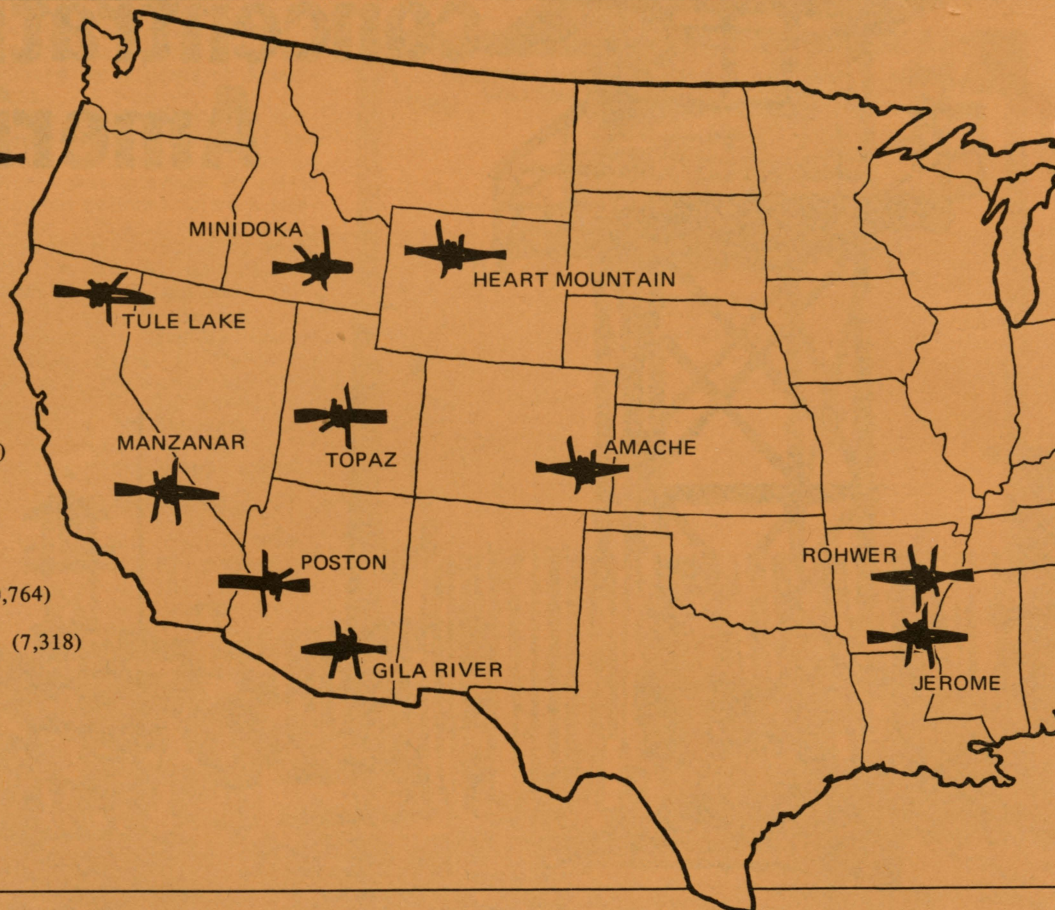 MINIDOKA
HEART MOUNTAIN
TULE LAKE
)
MANZANAR
AMACHE
TOPAZ
ROHWER
POSTON
,764)
(7,318)
GILA RIVER
JEROME